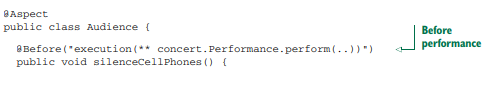 @Aspect
public class Audience {
@Before("execution(** concert.Performance.perform(..))")
public void silenceCellPhones() {
Before
performance